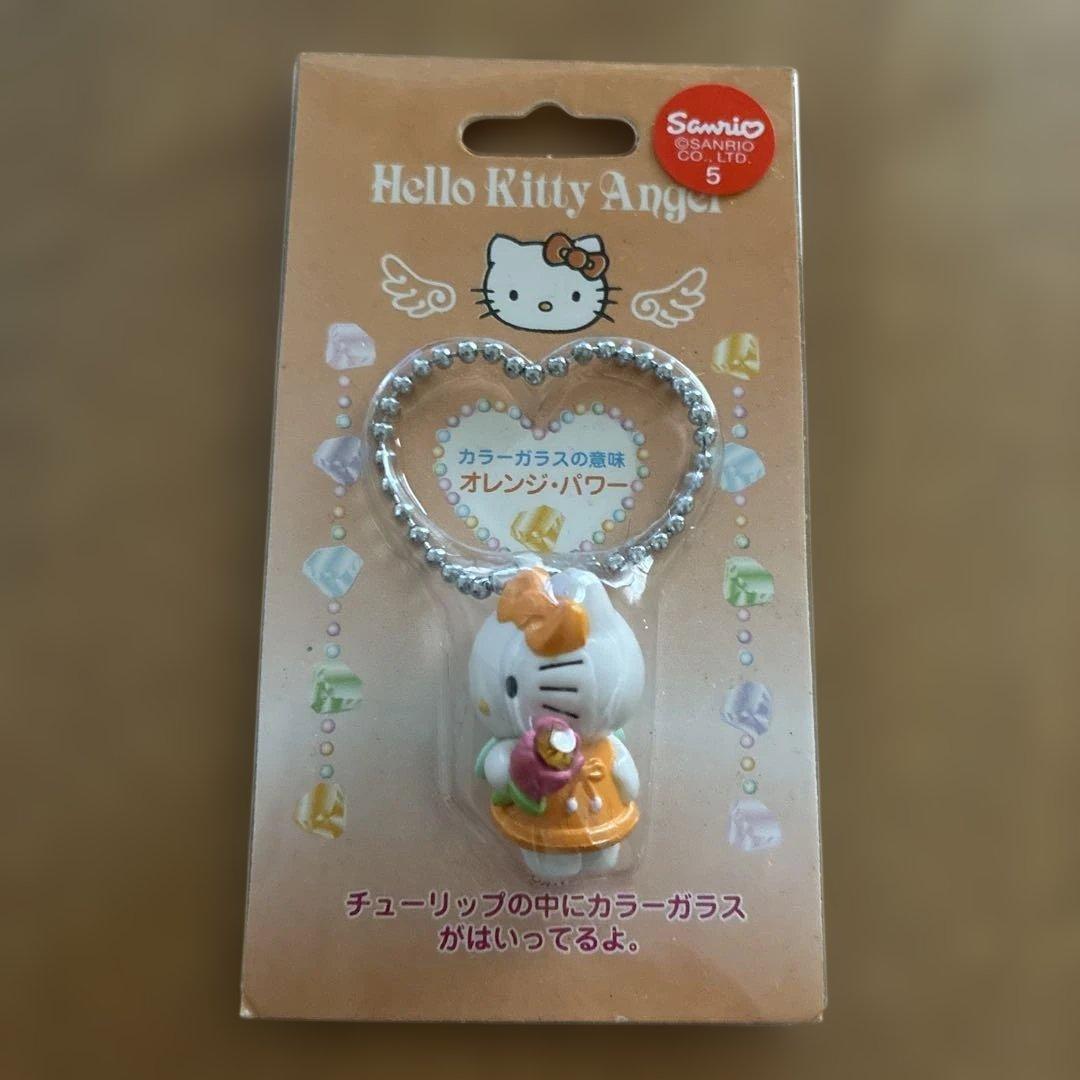 Sanrio
©SANRIO
CO., LTD.
5
Hello Kitty Angel
カラーガラスの意味
オレンジ・パワー
チューリップの中にカラーガラス
がはいってるよ。